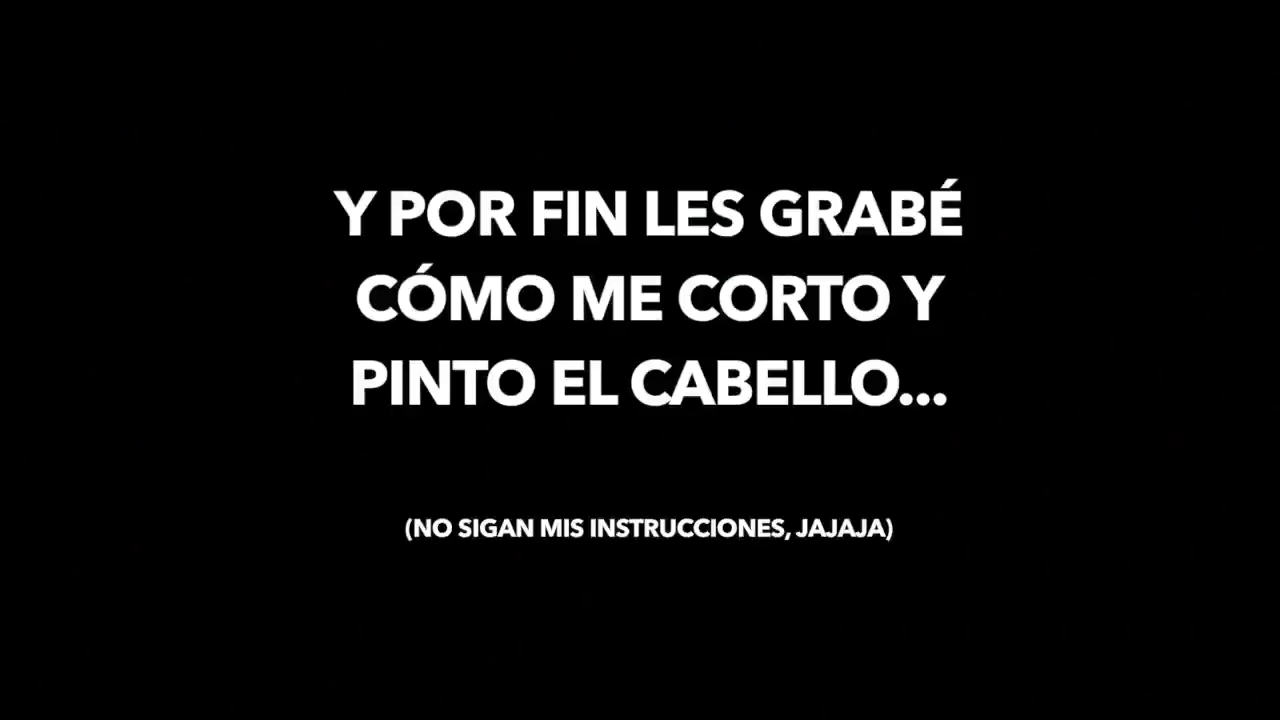 Y POR FIN LES GRABÉ
CÓMO ME CORTO Y
PINTO EL CABELLO...
(NO SIGAN MIS INSTRUCCIONES, JAJAJA)